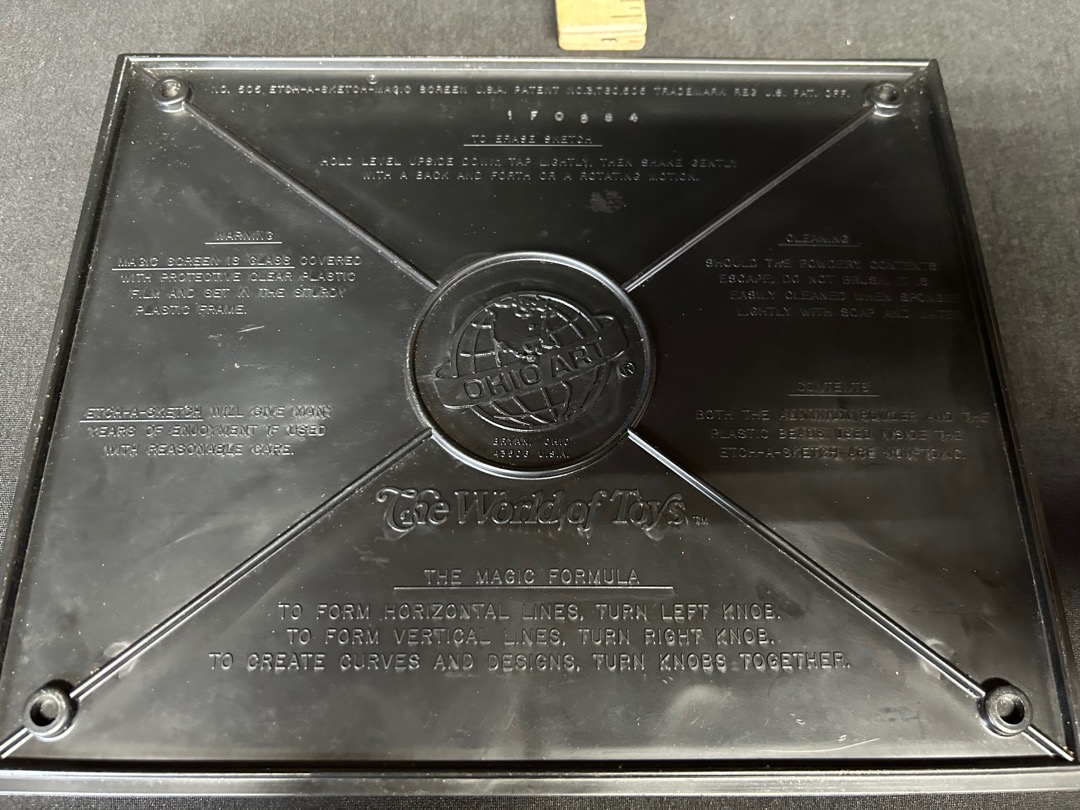 NO. 505 ETCH-A-SKETCH-MAGIC SCREEN U.S.A. PATENT NO.3,760,505 TRADEMARK REG U.S. PAT. OFF.
1F0684
TO ERASE SKETCH
HOLD LEVEL UPSIDE DOWN, TAP LIGHTLY, THEN SHAKE GENTLY
WITH A BACK AND FORTH OR A ROTATING MOTION.
WARNING
MAGIC SCREEN IS GLASS COVERED
WITH PROTECTIVE CLEAR PLASTIC
FILM AND SET IN THE STURDY
PLASTIC FRAME.
ETCH-A-SKETCH WILL GIVE MANY
YEARS OF ENJOYMENT IF USED
WITH REASONABLE CARE.
CLEANING
SHOULD THE POWDERY CONTENTS
ESCAPE, DO NOT BRUSH. IT IS
EASILY CLEANED WHEN SPONGED
LIGHTLY WITH SOAP AND WATER.
CONTENTS
BOTH THE ALUMINUM POWDER AND THE
PLASTIC BEADS USED INSIDE THE
ETCH-A-SKETCH ARE NON-TOXIC.
OHIO ART ®
BRYAN, OHIO
43506 U.S.A.
The World of Toys ™
THE MAGIC FORMULA
TO FORM HORIZONTAL LINES, TURN LEFT KNOB.
TO FORM VERTICAL LINES, TURN RIGHT KNOB.
TO CREATE CURVES AND DESIGNS, TURN KNOBS TOGETHER.